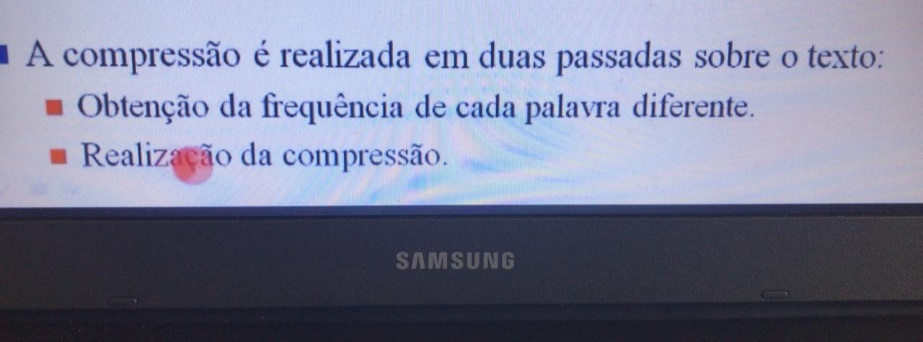 A compressão é realizada em duas passadas sobre o texto:
Obtenção da frequência de cada palavra diferente.
Realização da compressão.
SAMSUNG